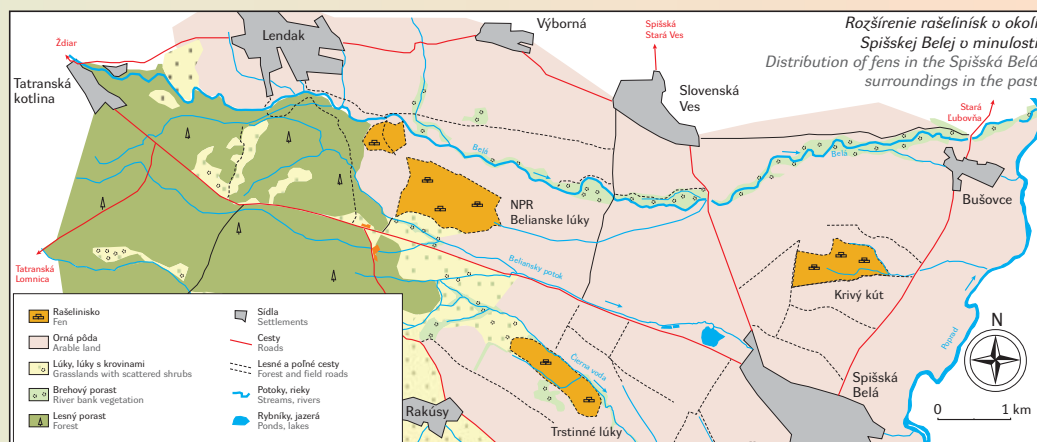 Rozšírenie rašelinísk v okolí
Spišskej Belej v minulosti
Distribution of fens in the Spišská Belá
surroundings in the past
Ždiar
Lendak
Výborná
Spišská
Stará Ves
Tatranská
kotlina
Slovenská
Ves
Stará
Ľubovňa
Belá
Belá
Bušovce
NPR
Belianske lúky
Tatranská
Lomnica
Beliansky potok
Krivý kút
Poprad
N
Čierna voda
Spišská
Belá
Rakúsy
Trstinné lúky
0 1 km
Rašelinisko
Fen
Orná pôda
Arable land
Lúky, lúky s krovinami
Grasslands with scattered shrubs
Brehový porast
River bank vegetation
Lesný porast
Forest
Sídla
Settlements
Cesty
Roads
Lesné a poľné cesty
Forest and field roads
Potoky, rieky
Streams, rivers
Rybníky, jazerá
Ponds, lakes